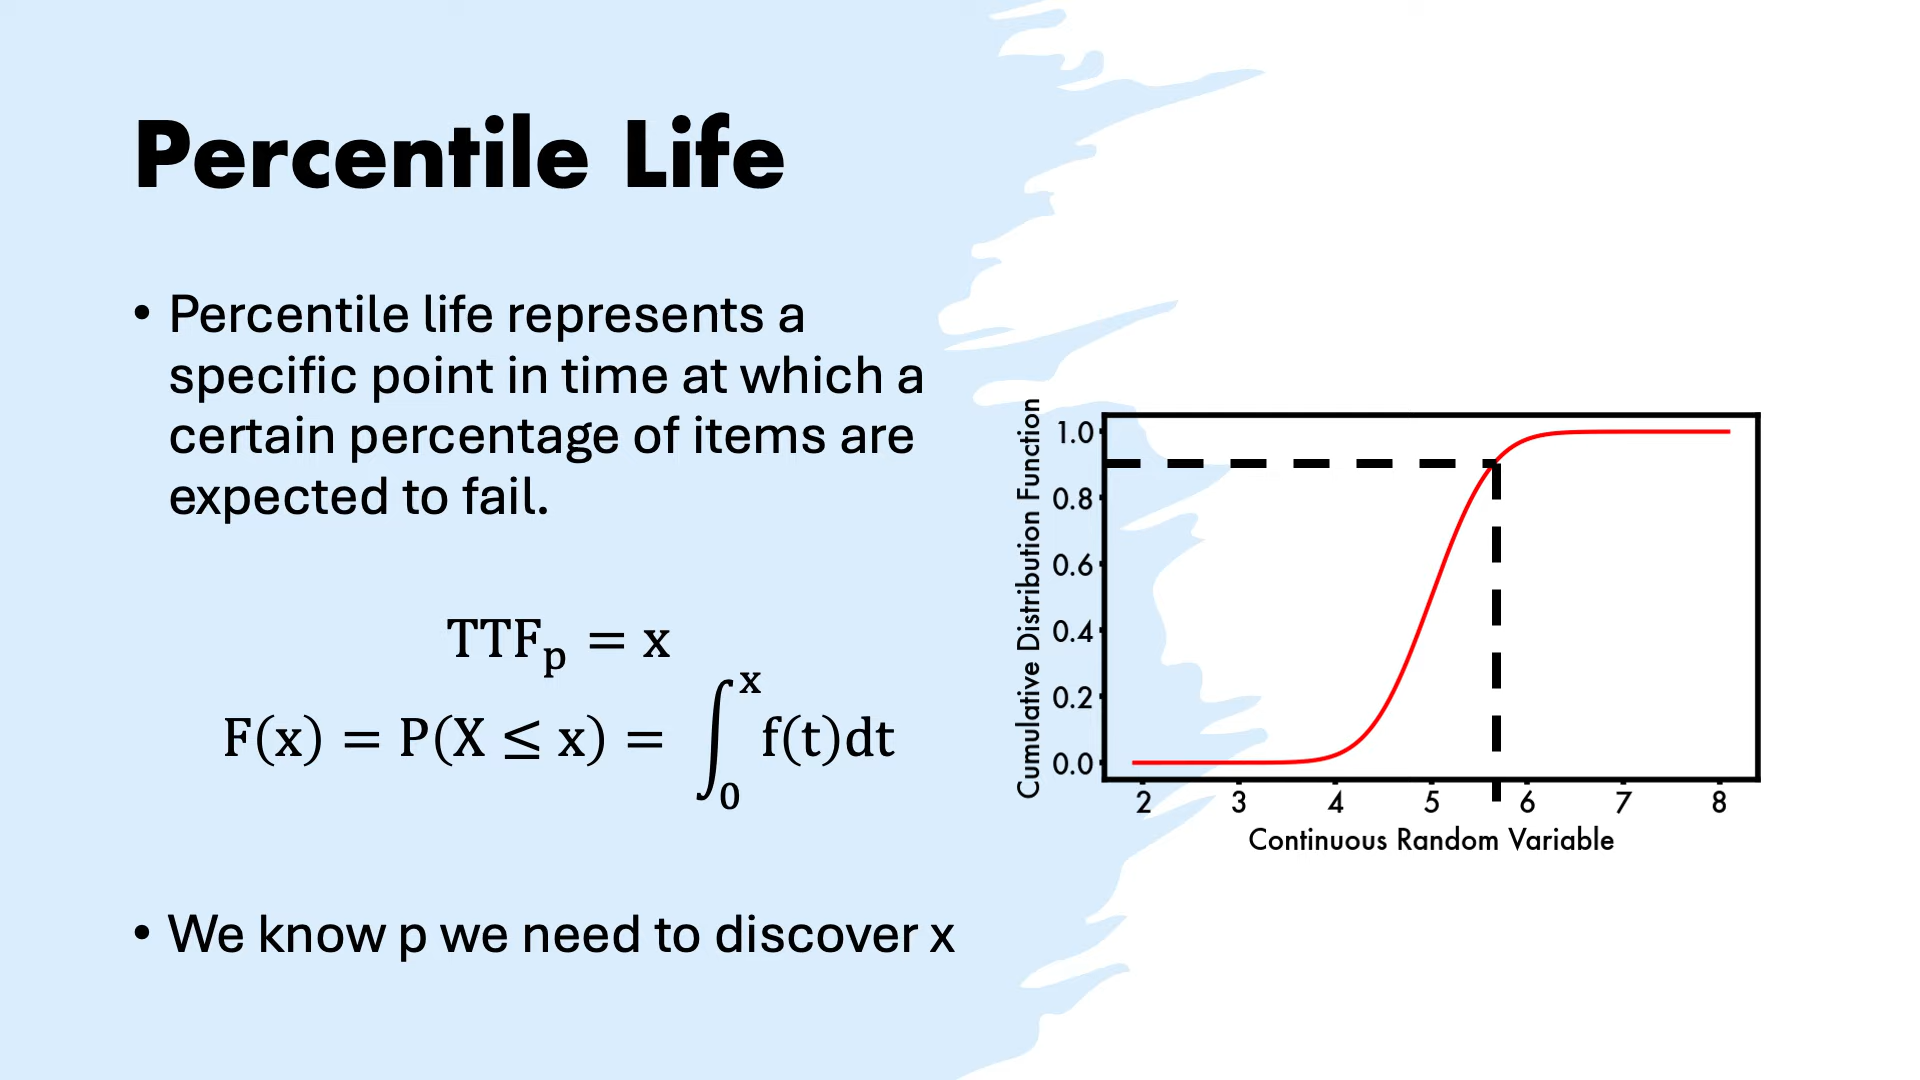 Percentile Life
• Percentile life represents a
specific point in time at which a
certain percentage of items are
expected to fail.
TTFₚ = x
F(x) = P(X ≤ x) = ∫₀ˣ f(t)dt
• We know p we need to discover x
Cumulative Distribution Function
1.0
0.8
0.6
0.4
0.2
0.0
2 3 4 5 6 7 8
Continuous Random Variable